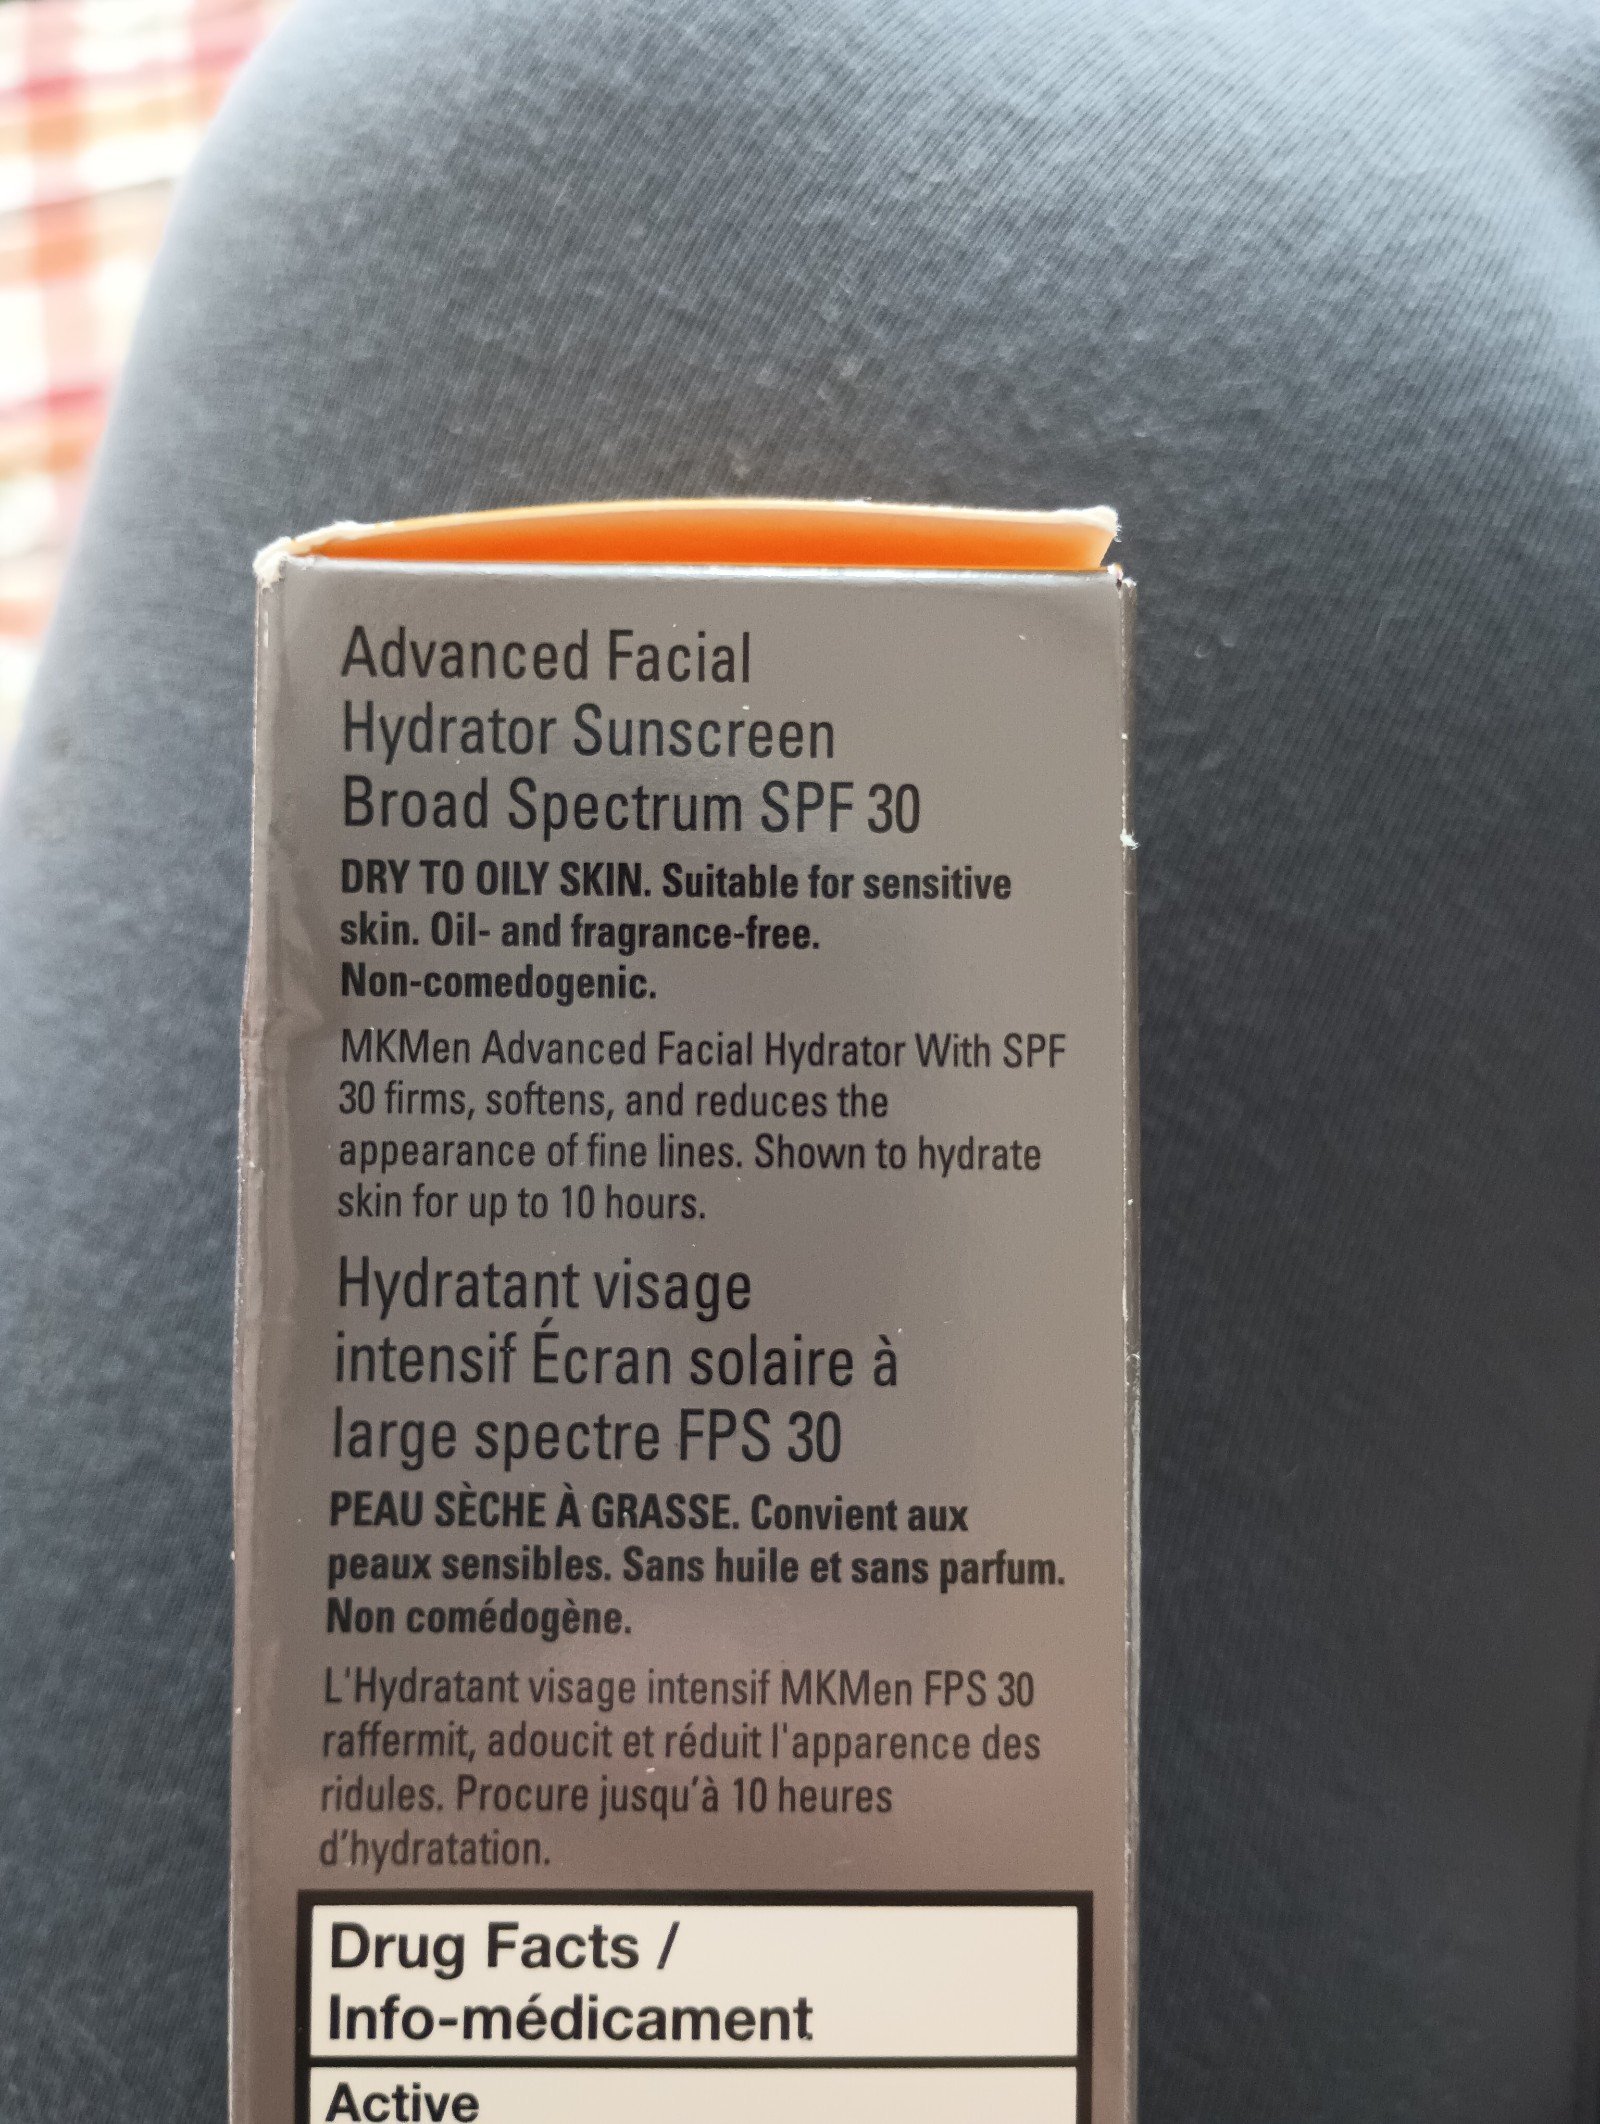 Advanced Facial
Hydrator Sunscreen
Broad Spectrum SPF 30
DRY TO OILY SKIN. Suitable for sensitive
skin. Oil- and fragrance-free.
Non-comedogenic.
MKMen Advanced Facial Hydrator With SPF
30 firms, softens, and reduces the
appearance of fine lines. Shown to hydrate
skin for up to 10 hours.
Hydratant visage
intensif Écran solaire à
large spectre FPS 30
PEAU SÈCHE À GRASSE. Convient aux
peaux sensibles. Sans huile et sans parfum.
Non comédogène.
L'Hydratant visage intensif MKMen FPS 30
raffermit, adoucit et réduit l'apparence des
ridules. Procure jusqu’à 10 heures
d’hydratation.
Drug Facts /
Info-médicament
Active